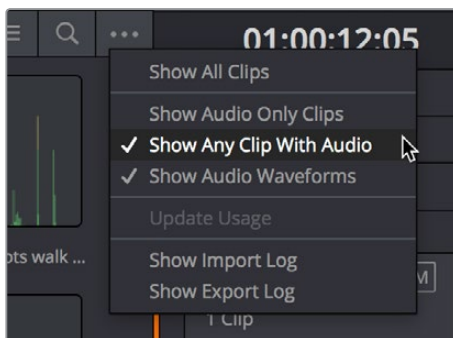 01:00:12:05
Show All Clips
Show Audio Only Clips
Show Any Clip With Audio
Show Audio Waveforms
Update Usage
walk ...
Show Import Log
Show Export Log
M
1 Clip